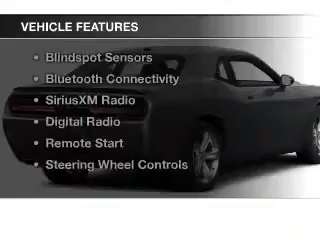 VEHICLE FEATURES
• Blindspot Sensors
• Bluetooth Connectivity
• SiriusXM Radio
• Digital Radio
• Remote Start
• Steering Wheel Controls